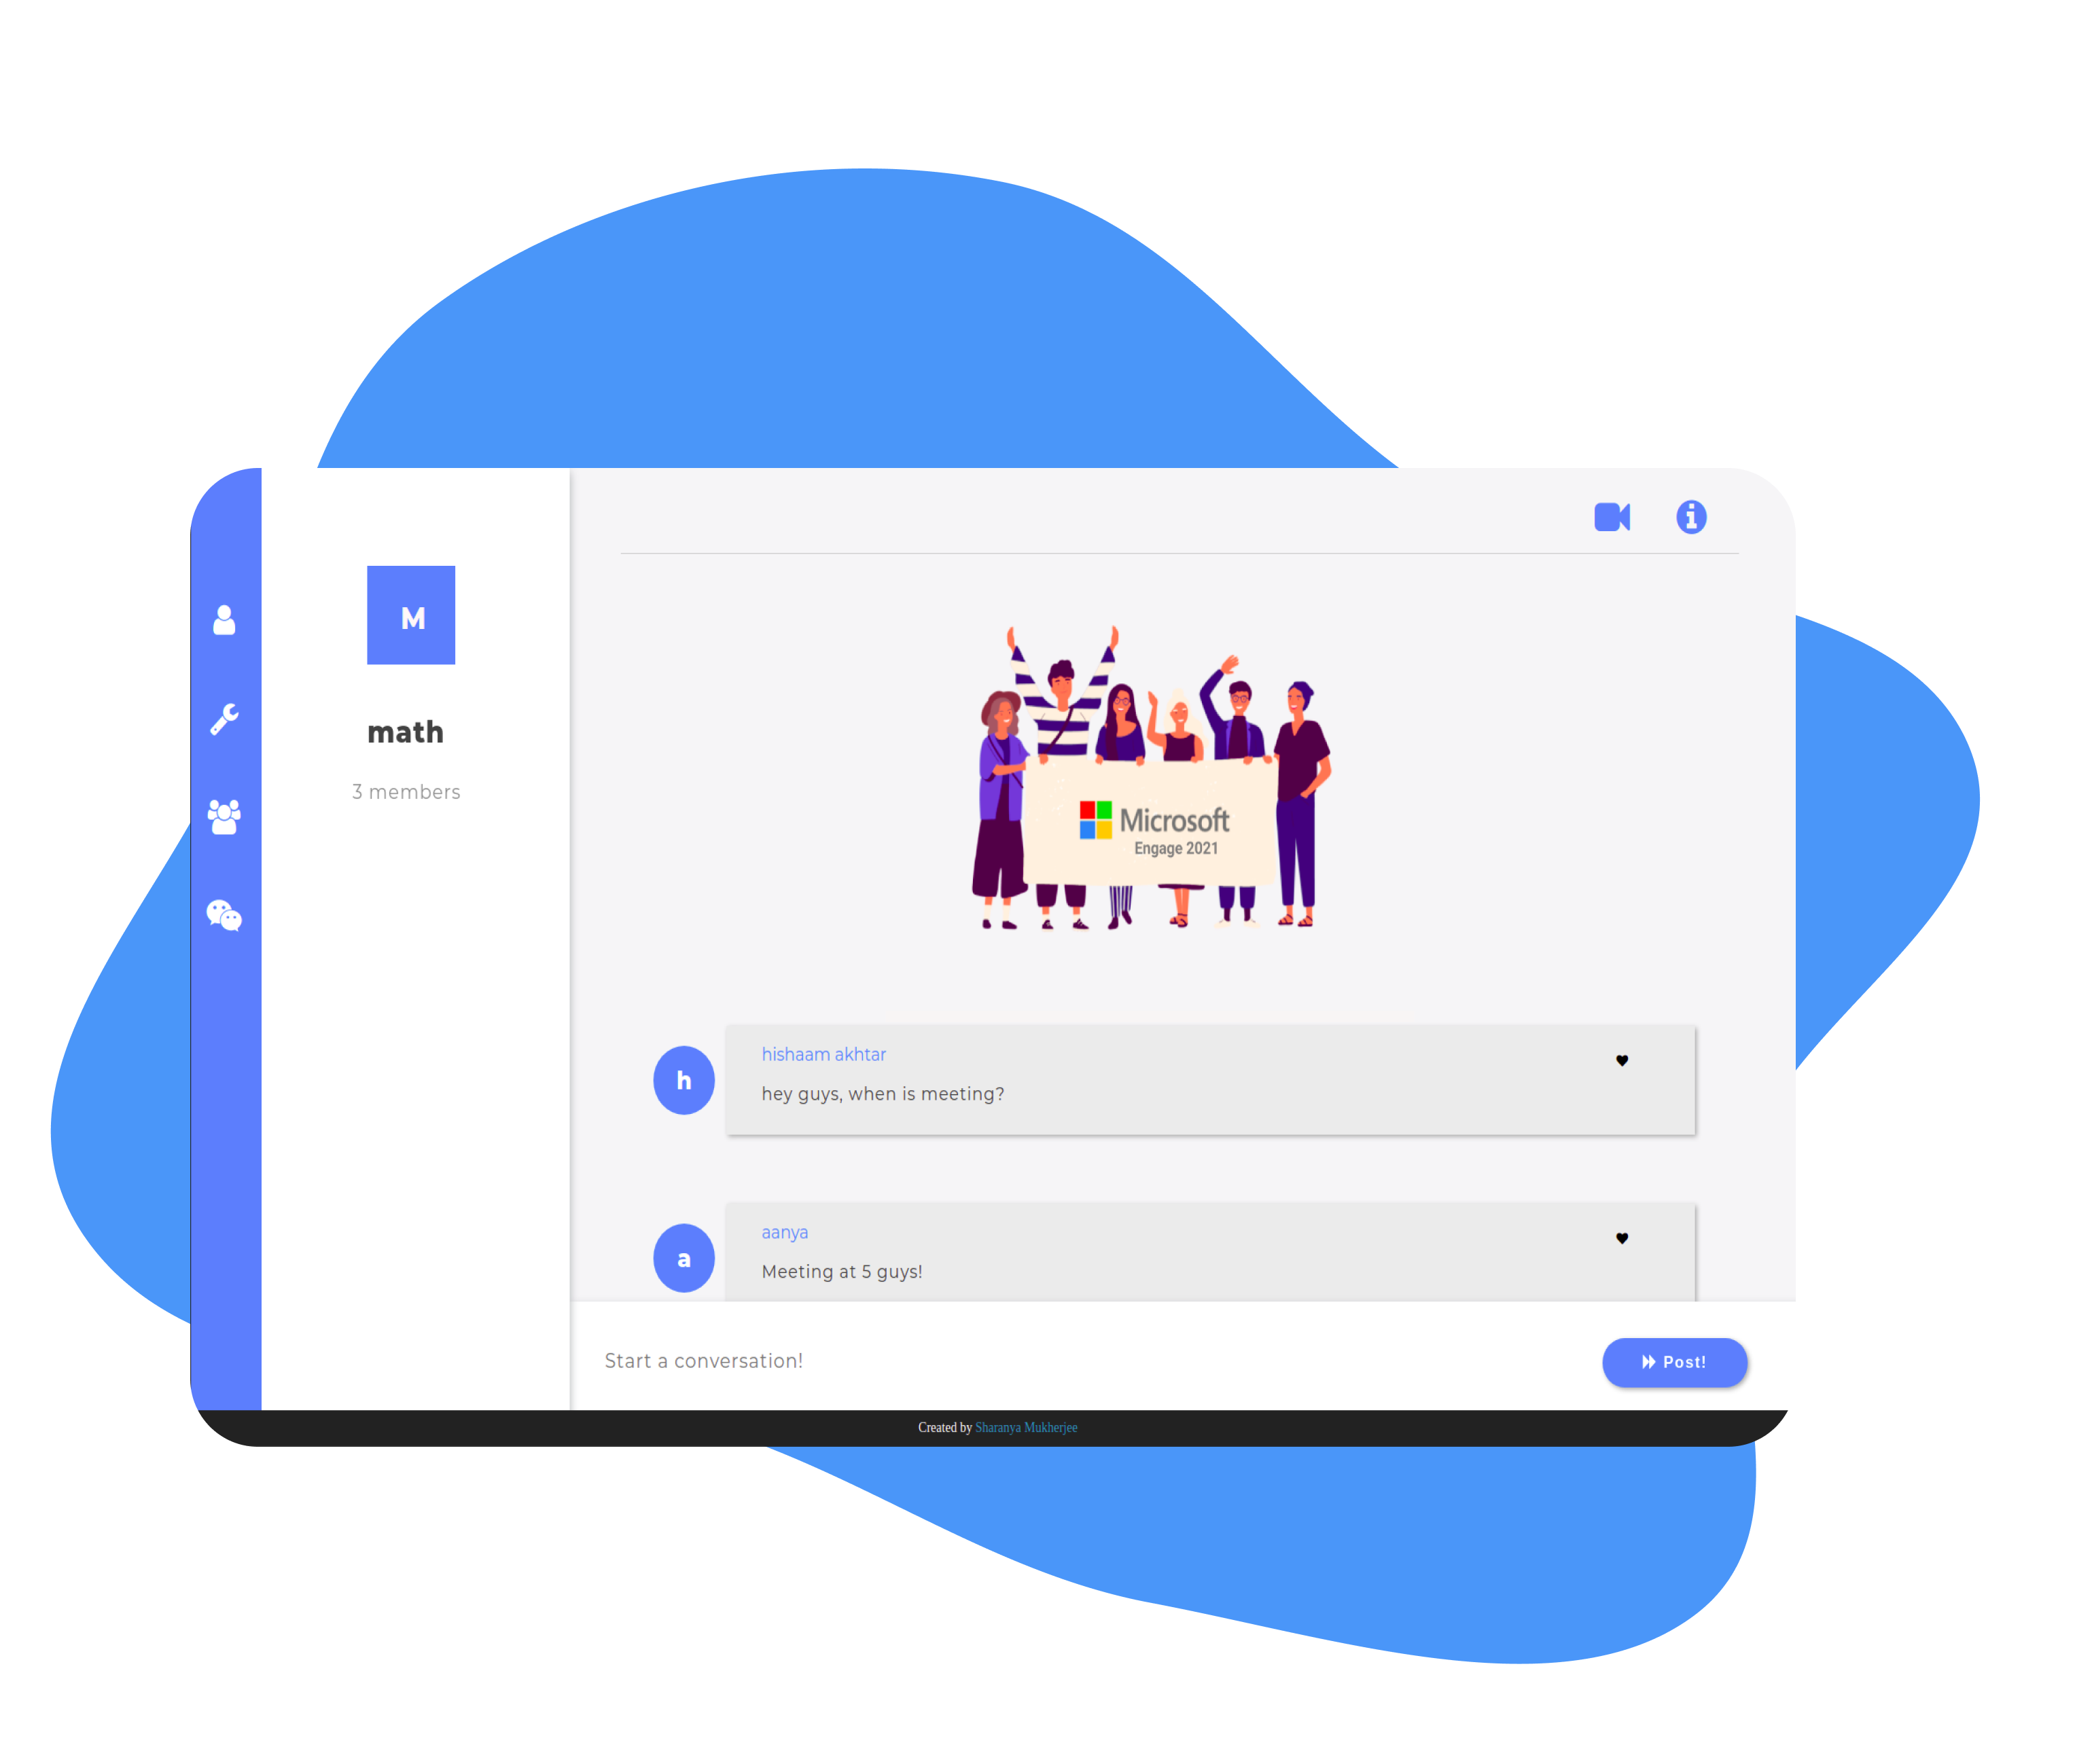 M
math
3 members
Microsoft
Engage 2021
h
hishaam akhtar
hey guys, when is meeting?
a
aanya
Meeting at 5 guys!
Start a conversation!
Post!
Created by Sharanya Mukherjee